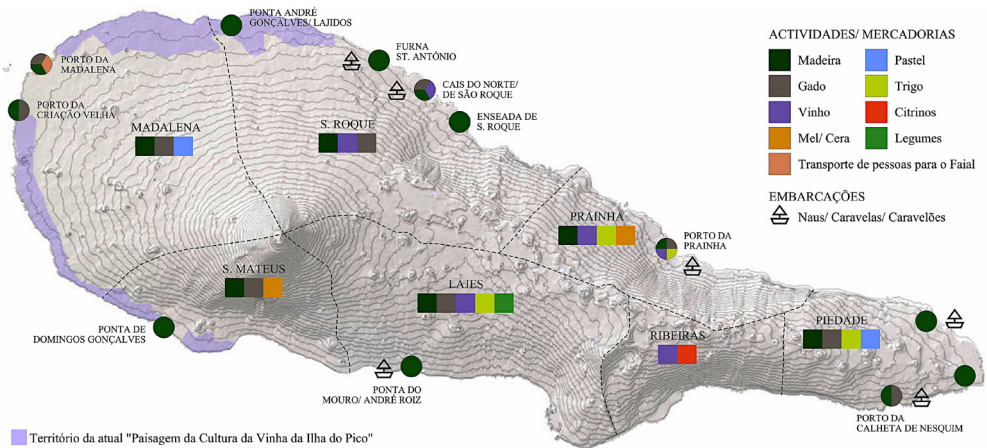 PONTA ANDRÉ
GONÇALVES/ LAJIDOS
FURNA
ST. ANTÓNIO
PORTO DA
MADALENA
CAIS DO NORTE/
DE SÃO ROQUE
PORTO DA
CRIAÇÃO VELHA
ENSEADA DE
S. ROQUE
MADALENA
S. ROQUE
PRAINHA
PORTO DA
PRAINHA
S. MATEUS
LAJES
PIEDADE
RIBEIRAS
PONTA DE
DOMINGOS GONÇALVES
PONTA DO
MOURO/ ANDRÉ ROIZ
PORTO DA
CALHETA DE NESQUIM
ACTIVIDADES/ MERCADORIAS
Madeira
Pastel
Gado
Trigo
Vinho
Citrinos
Mel/ Cera
Legumes
Transporte de pessoas para o Faial
EMBARCAÇÕES
Naus/ Caravelas/ Caravelões
Território da atual "Paisagem da Cultura da Vinha da Ilha do Pico"